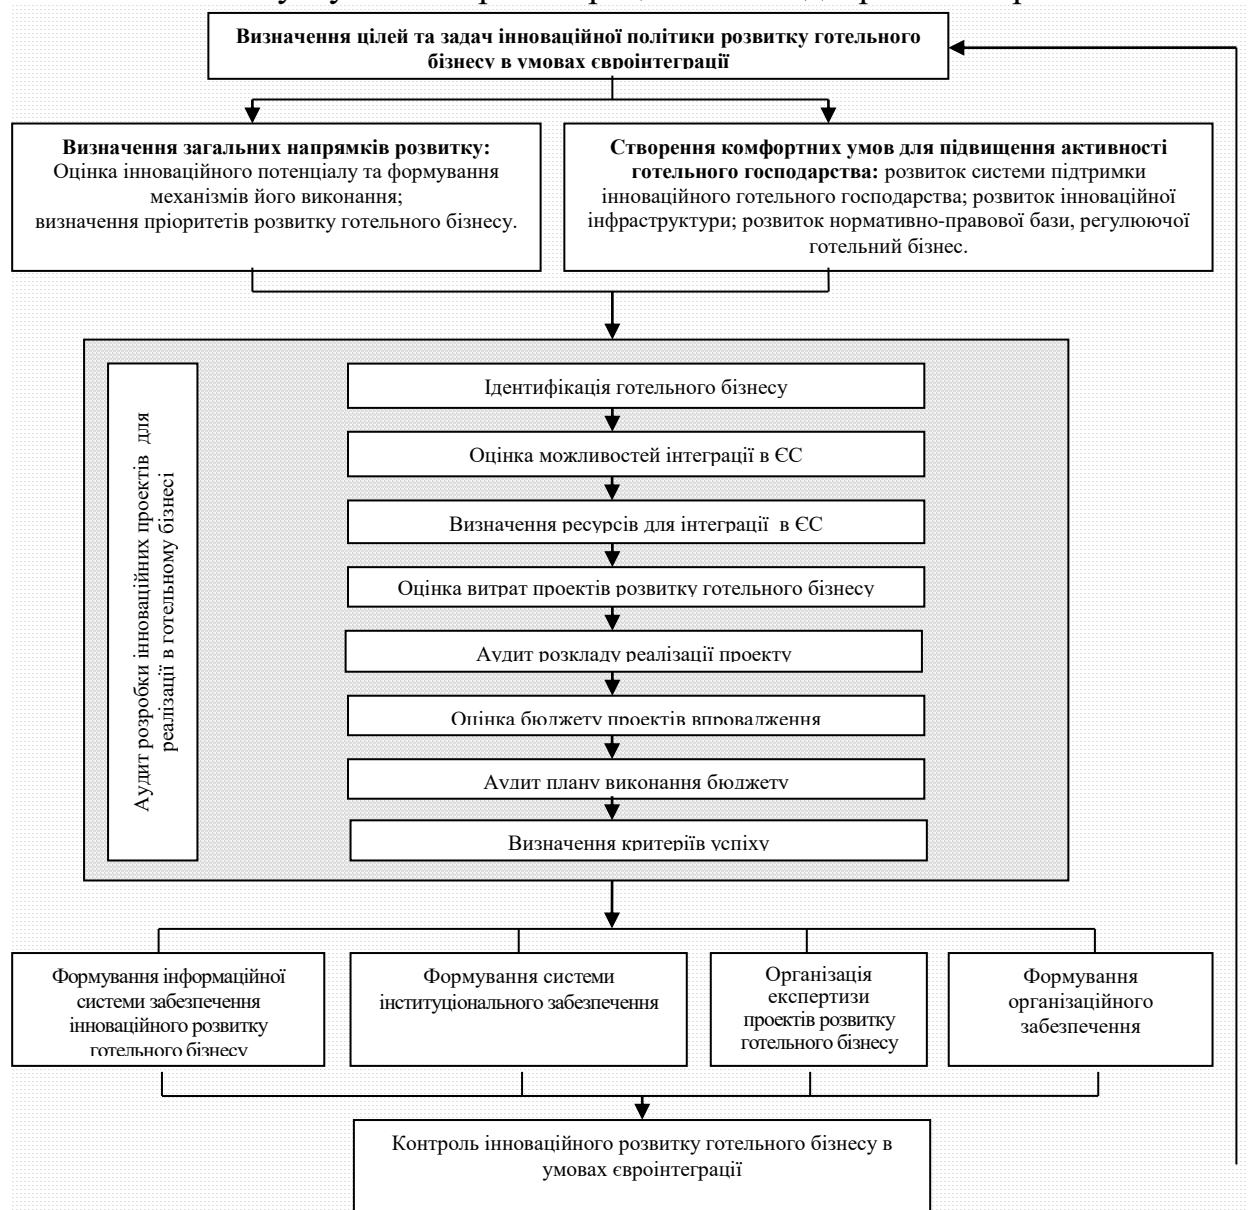 Визначення цілей та задач інноваційної політики розвитку готельного
бізнесу в умовах євроінтеграції
Визначення загальних напрямків розвитку:
Оцінка інноваційного потенціалу та формування
механізмів його виконання;
визначення пріоритетів розвитку готельного бізнесу.
Створення комфортних умов для підвищення активності
готельного господарства: розвиток системи підтримки
інноваційного готельного господарства; розвиток інноваційної
інфраструктури; розвиток нормативно-правової бази, регулюючої
готельний бізнес.
Аудит розробки інноваційних проектів для
реалізації в готельному бізнесі
Ідентифікація готельного бізнесу
Оцінка можливостей інтеграції в ЄС
Визначення ресурсів для інтеграції в ЄС
Оцінка витрат проектів розвитку готельного бізнесу
Аудит розкладу реалізації проекту
Оцінка бюджету проектів впровадження
Аудит плану виконання бюджету
Визначення критеріїв успіху
Формування інформаційної
системи забезпечення
інноваційного розвитку
готельного бізнесу
Формування системи
інституціонального забезпечення
Організація
експертизи
проектів розвитку
готельного бізнесу
Формування
організаційного
забезпечення
Контроль інноваційного розвитку готельного бізнесу в
умовах євроінтеграції